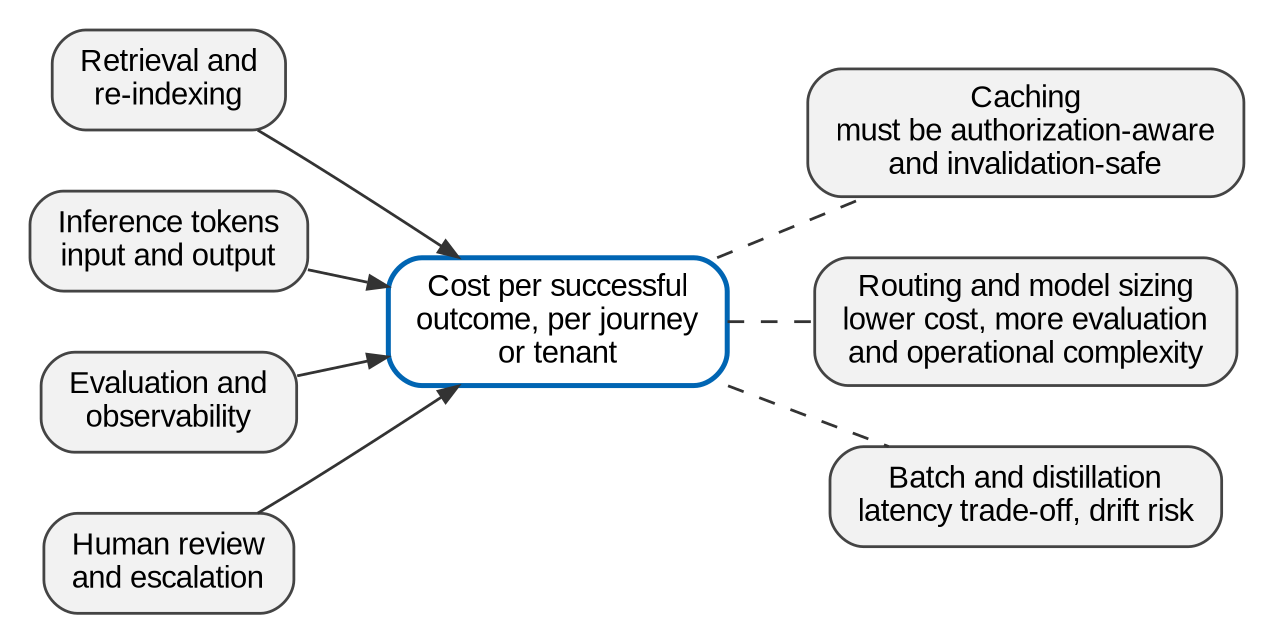 Retrieval and
re-indexing
Inference tokens
input and output
Evaluation and
observability
Human review
and escalation
Cost per successful
outcome, per journey
or tenant
Caching
must be authorization-aware
and invalidation-safe
Routing and model sizing
lower cost, more evaluation
and operational complexity
Batch and distillation
latency trade-off, drift risk